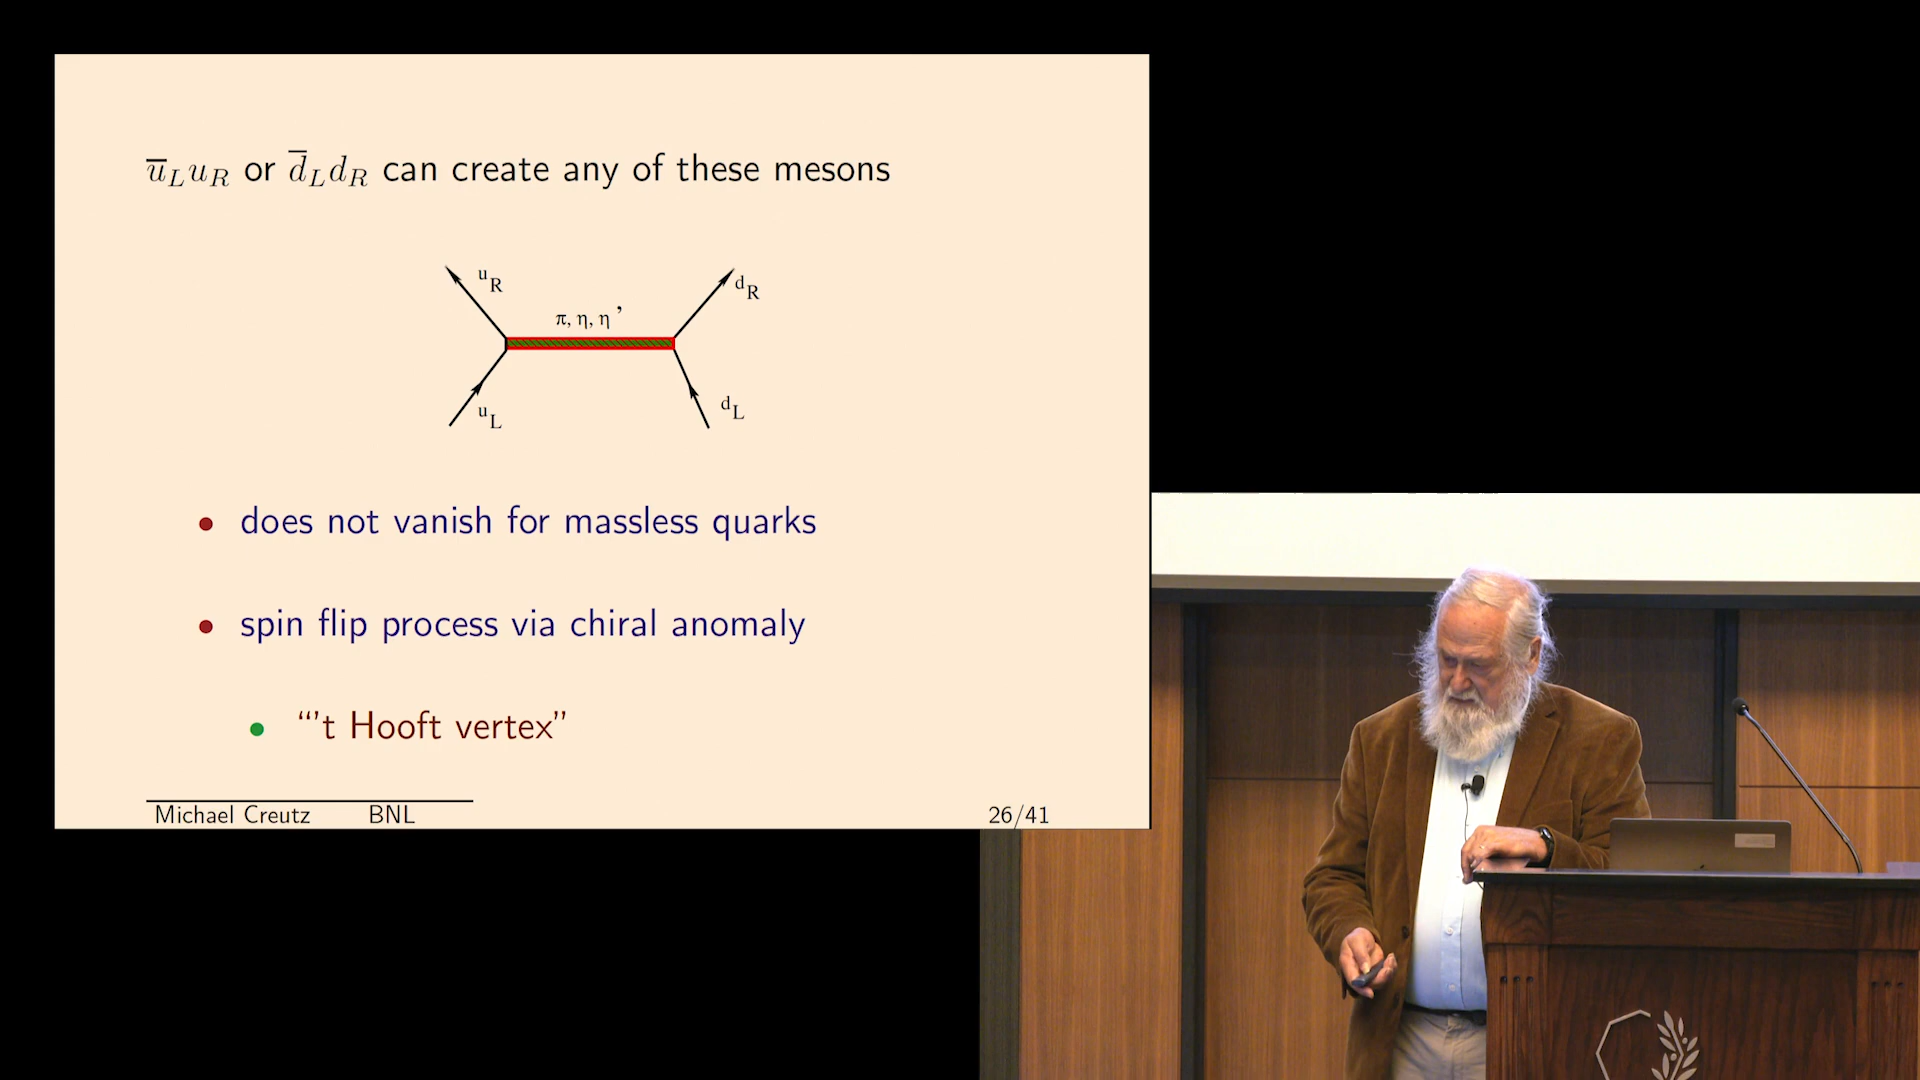 u̅_L u_R or d̅_L d_R can create any of these mesons
u_R
d_R
π, η, η’
u_L
d_L
• does not vanish for massless quarks
• spin flip process via chiral anomaly
• “’t Hooft vertex”
Michael Creutz BNL 26/41